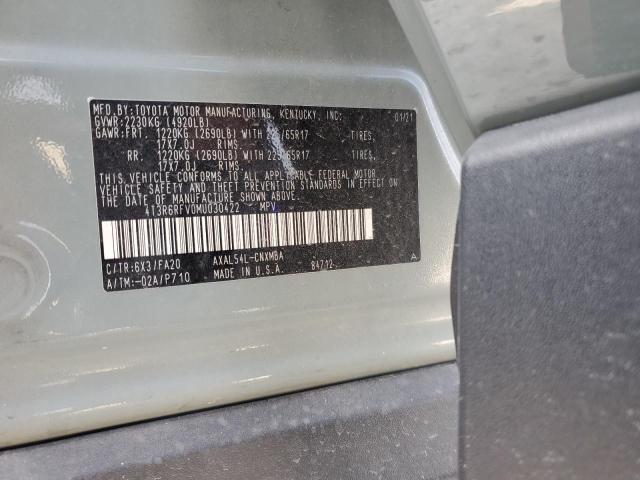 MFD.BY:TOYOTA MOTOR MANUFACTURING, KENTUCKY, INC. 01/21
GVWR:2230KG (4920LB)
GAWR:FRT. 1220KG (2690LB) WITH 225/65R17 TIRES,
17X7.0J RIMS,
RR. 1220KG (2690LB) WITH 225/65R17 TIRES,
17X7.0J RIMS,
THIS VEHICLE CONFORMS TO ALL APPLICABLE FEDERAL MOTOR
VEHICLE SAFETY, BUMPER AND THEFT PREVENTION STANDARDS IN EFFECT ON
THE DATE OF MANUFACTURE SHOWN ABOVE.
4T3R6RFV0MU030422 MPV
C/TR:6X3/FA20 AXAL54L-CNXMBA
A/TM:-02A/P710 MADE IN U.S.A. 84712 A